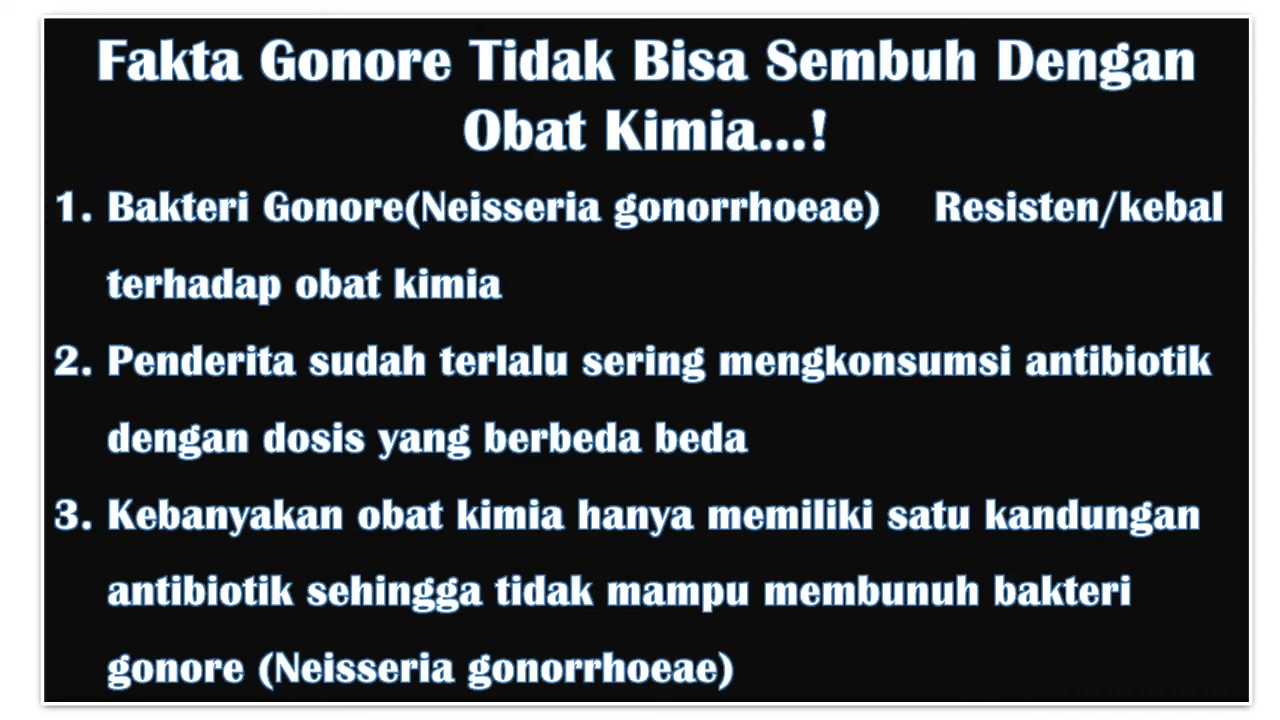 Fakta Gonore Tidak Bisa Sembuh Dengan
Obat Kimia...!
1. Bakteri Gonore(Neisseria gonorrhoeae) Resisten/kebal
terhadap obat kimia
2. Penderita sudah terlalu sering mengkonsumsi antibiotik
dengan dosis yang berbeda beda
3. Kebanyakan obat kimia hanya memiliki satu kandungan
antibiotik sehingga tidak mampu membunuh bakteri
gonore (Neisseria gonorrhoeae)